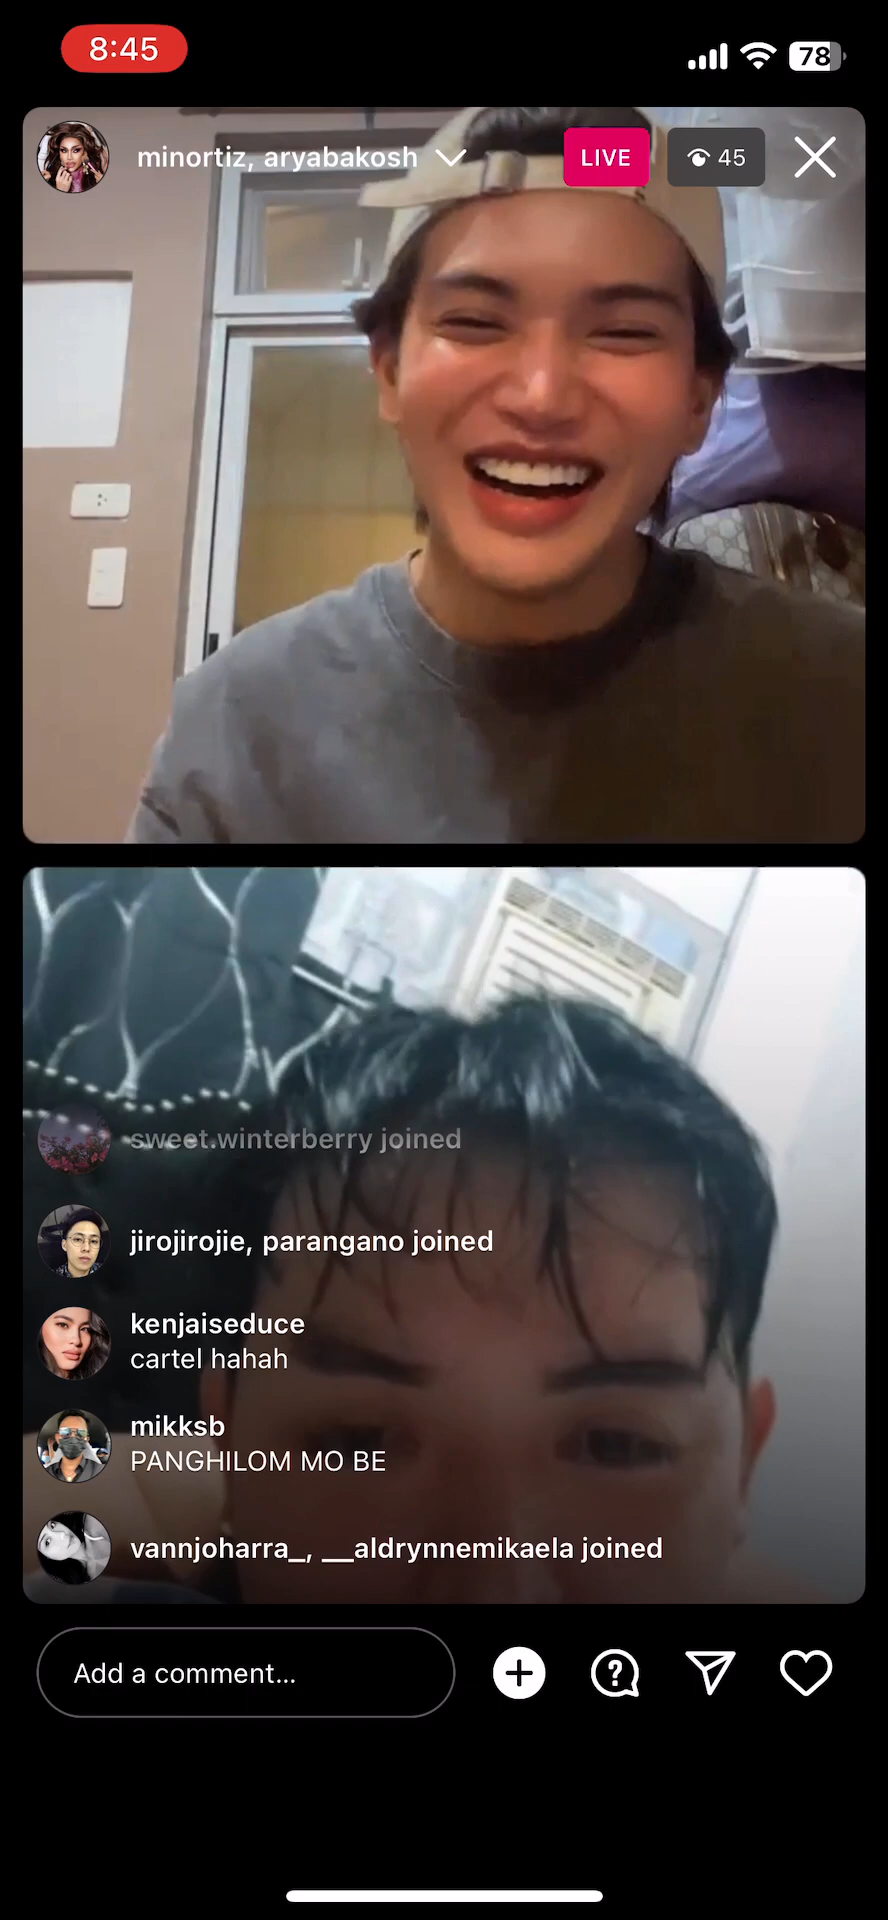 8:45
78
minortiz, aryabakosh
LIVE
45
sweet.winterberry joined
jirojirojie, parangano joined
kenjaiseduce
cartel hahah
mikksb
PANGHILOM MO BE
vannjoharra_, __aldrynnemikaela joined
Add a comment...